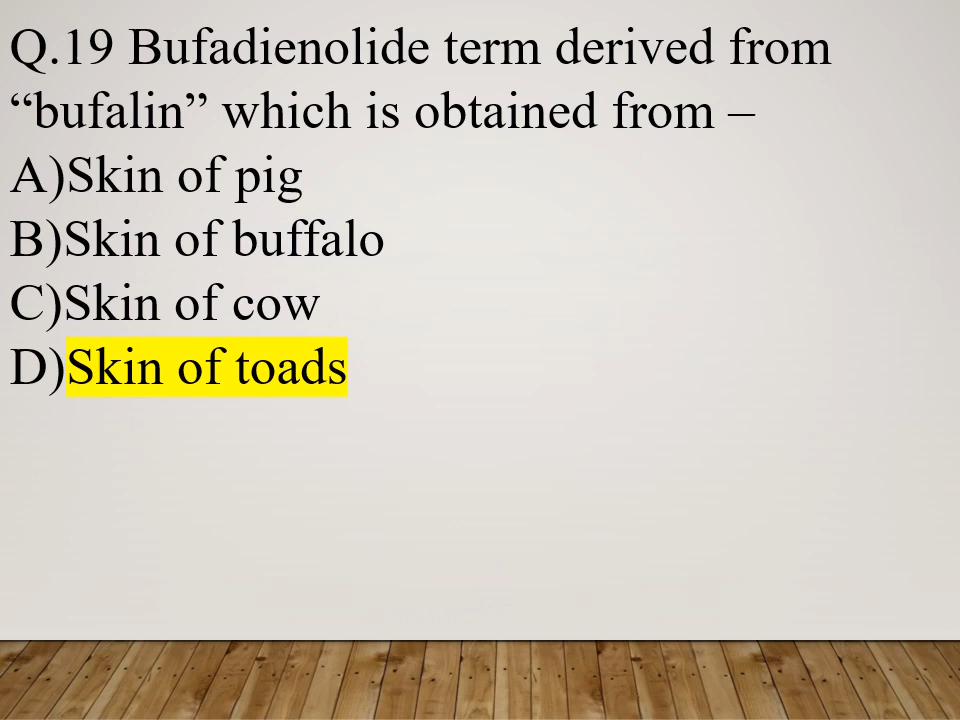 Q.19 Bufadienolide term derived from
“bufalin” which is obtained from –
A)Skin of pig
B)Skin of buffalo
C)Skin of cow
D)Skin of toads